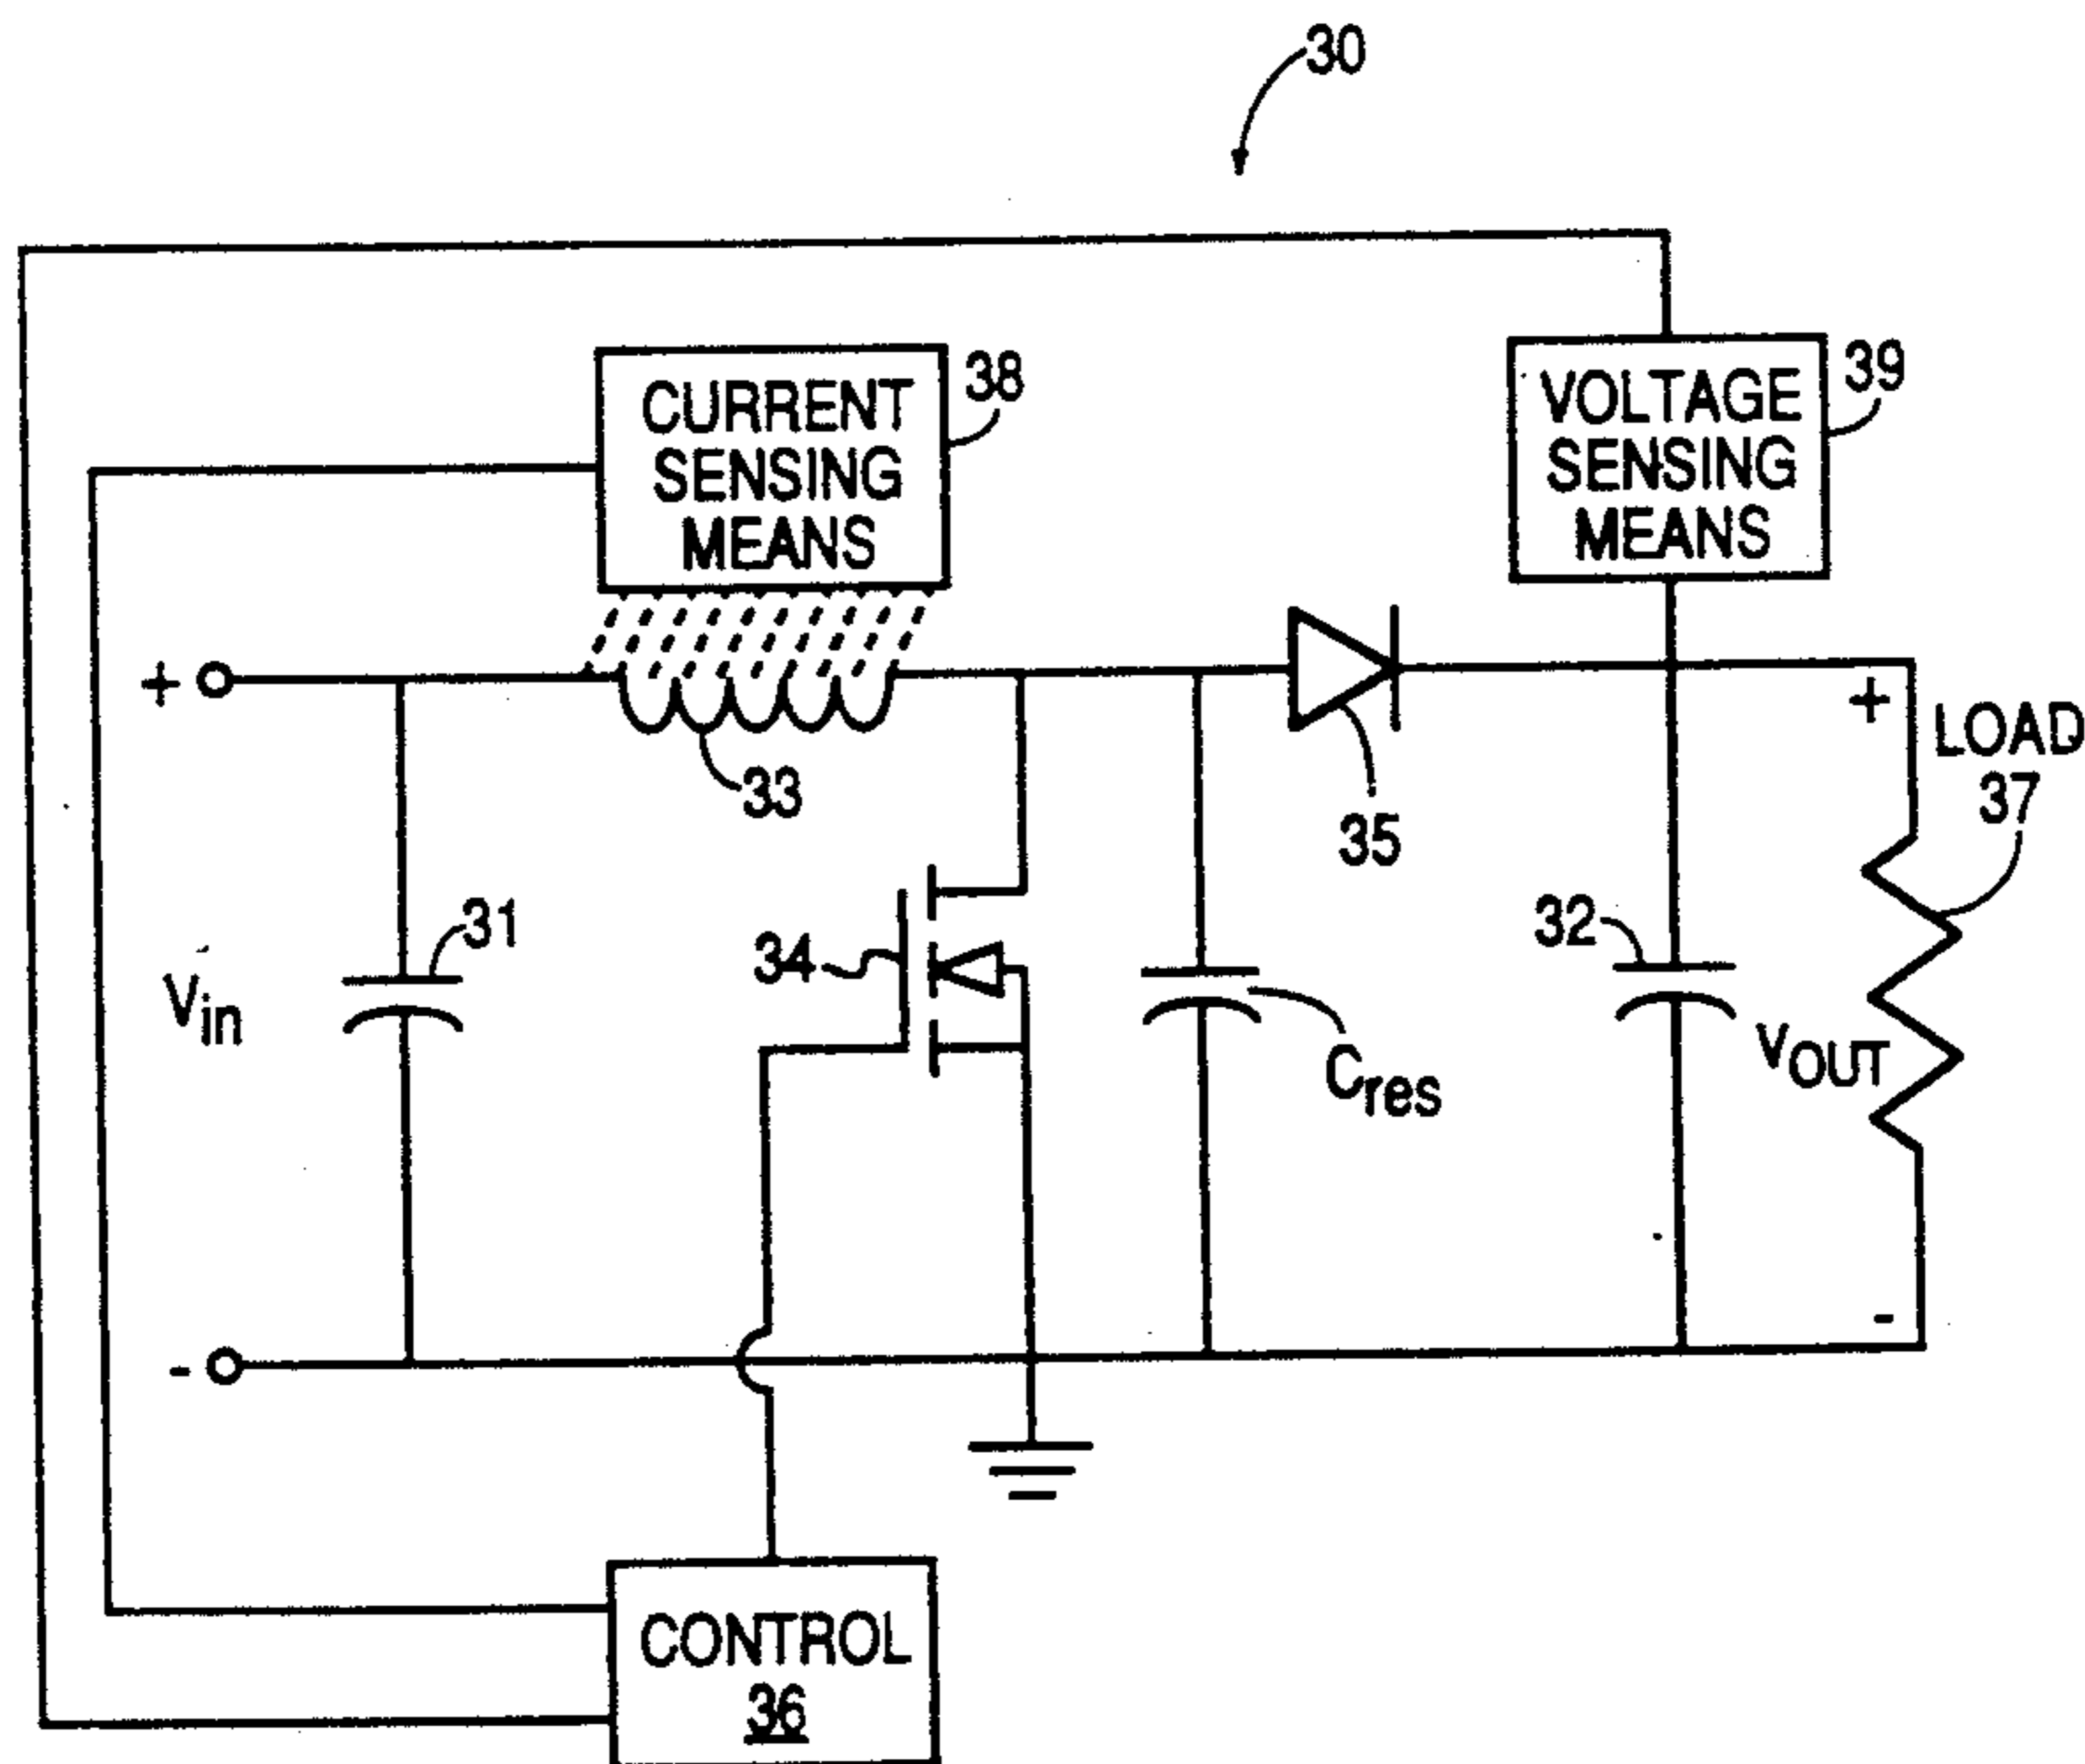 30
CURRENT
SENSING
MEANS
38
VOLTAGE
SENSING
MEANS
39
+
33
35
+
LOAD
37
Vin
31
34
Cres
32
VOUT
-
-
CONTROL
36